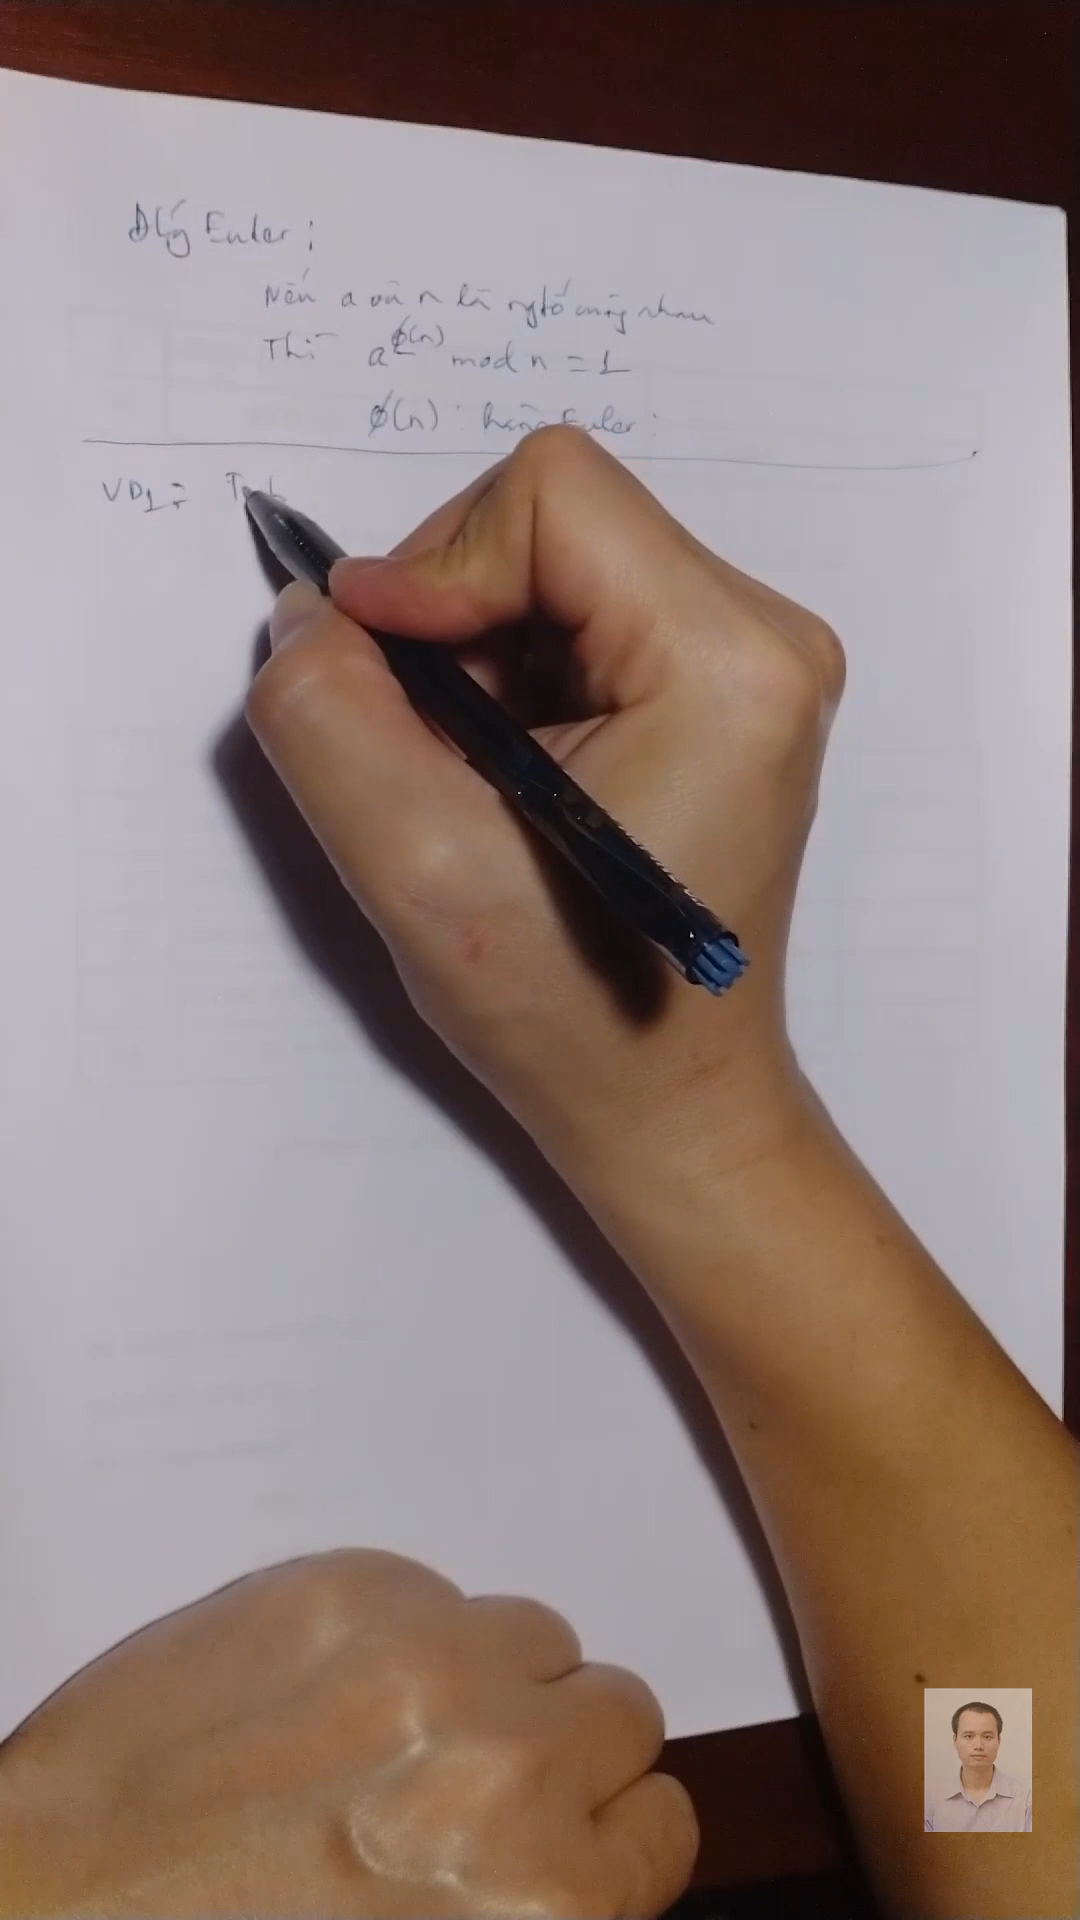 Đlý Euler :
Nếu a và n là ngtố cùng nhau
Thì a^ϕ(n) mod n = 1
ϕ(n) : hàm Euler :
VD1 :